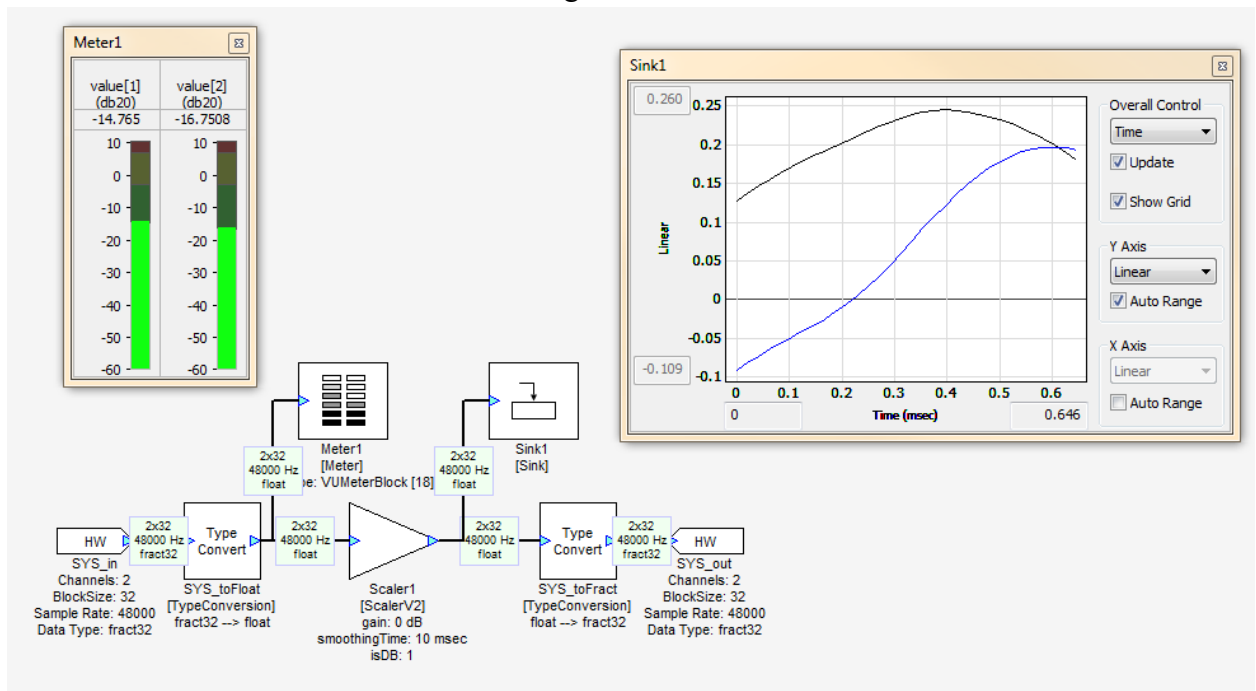 Meter1
value[1]
(db20)
value[2]
(db20)
-14.765
-16.7508
10
0
-10
-20
-30
-40
-50
-60
10
0
-10
-20
-30
-40
-50
-60
Sink1
0.260
0.25
0.2
0.15
0.1
0.05
0
-0.05
-0.1
-0.109
Linear
0
0.1
0.2
0.3
0.4
0.5
0.6
0
Time (msec)
0.646
Overall Control
Time
Update
Show Grid
Y Axis
Linear
Auto Range
X Axis
Linear
Auto Range
Meter1
[Meter]
pe: VUMeterBlock [18]
Sink1
[Sink]
2x32
48000 Hz
float
2x32
48000 Hz
float
HW
SYS_in
Channels: 2
BlockSize: 32
Sample Rate: 48000
Data Type: fract32
2x32
48000 Hz
fract32
Type
Convert
SYS_toFloat
[TypeConversion]
fract32 --> float
2x32
48000 Hz
float
Scaler1
[ScalerV2]
gain: 0 dB
smoothingTime: 10 msec
isDB: 1
2x32
48000 Hz
float
Type
Convert
SYS_toFract
[TypeConversion]
float --> fract32
2x32
48000 Hz
fract32
HW
SYS_out
Channels: 2
BlockSize: 32
Sample Rate: 48000
Data Type: fract32